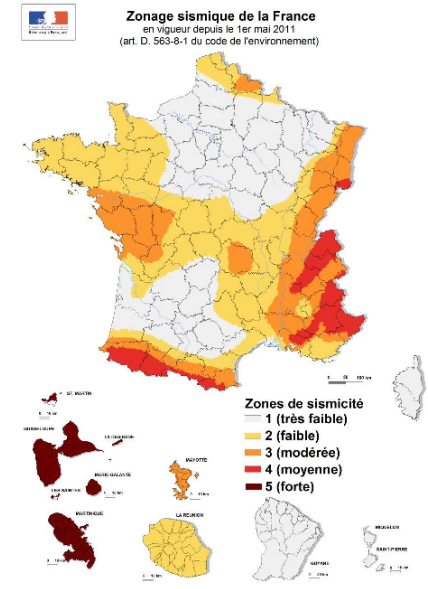 Zonage sismique de la France
en vigueur depuis le 1er mai 2011
(art. D. 563-8-1 du code de l'environnement)
Zones de sismicité
1 (très faible)
2 (faible)
3 (modérée)
4 (moyenne)
5 (forte)
ST. MARTIN
GUADELOUPE
LA DESIRADE
MARIE GALANTE
LES SAINTES
MARTINIQUE
MAYOTTE
LA REUNION
GUYANE
MIQUELON
SAINT-PIERRE